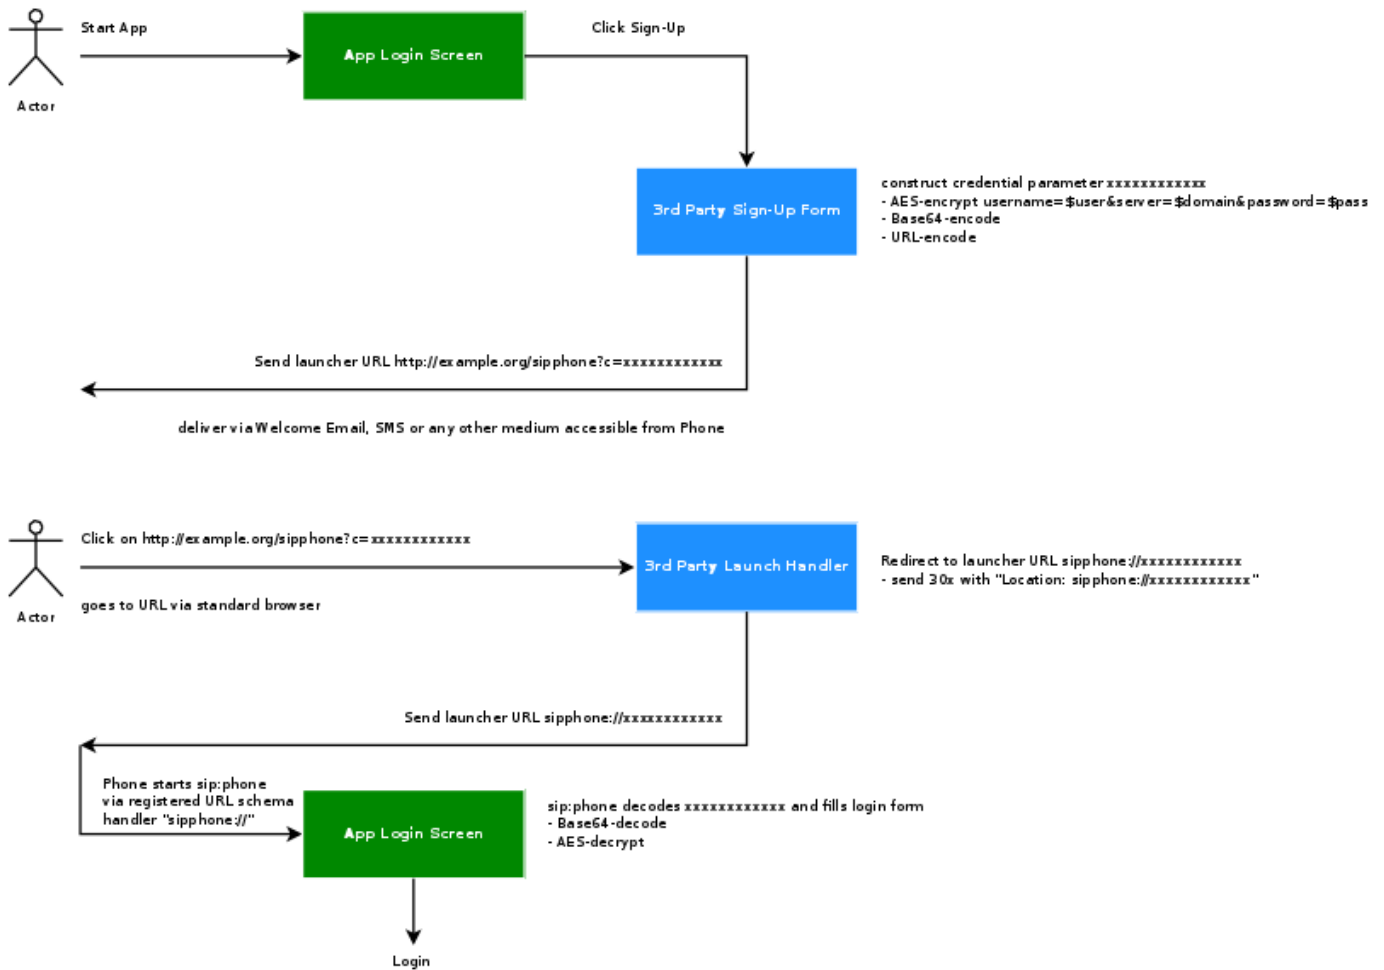 Start App
Click Sign-Up
App Login Screen
Actor
3rd Party Sign-Up Form
construct credential parameter xxxxxxxxxxxx
- AES-encrypt username=$user&server=$domain&password=$pass
- Base64-encode
- URL-encode
Send launcher URL http://example.org/sipphone?c=xxxxxxxxxxxx
deliver via Welcome Email, SMS or any other medium accessible from Phone
Click on http://example.org/sipphone?c=xxxxxxxxxxxx
3rd Party Launch Handler
Redirect to launcher URL sipphone://xxxxxxxxxxxx
- send 30x with "Location: sipphone://xxxxxxxxxxxx"
goes to URL via standard browser
Actor
Send launcher URL sipphone://xxxxxxxxxxxx
Phone starts sip:phone
via registered URL schema
handler "sipphone://"
App Login Screen
sip:phone decodes xxxxxxxxxxxx and fills login form
- Base64-decode
- AES-decrypt
Login